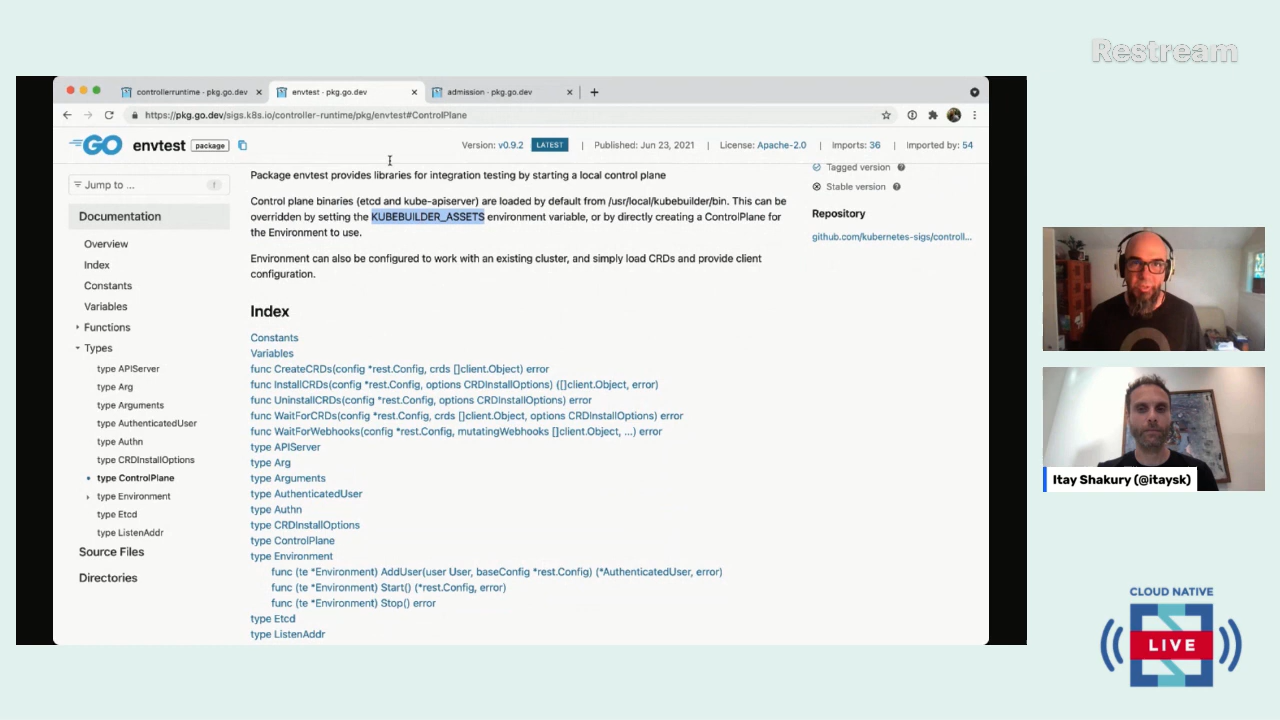 Restream
controllerruntime - pkg.go.dev
envtest - pkg.go.dev
admission - pkg.go.dev
https://pkg.go.dev/sigs.k8s.io/controller-runtime/pkg/envtest#ControlPlane
GO envtest package
Version: v0.9.2 LATEST | Published: Jun 23, 2021 | License: Apache-2.0 | Imports: 36 | Imported by: 54
Jump to ... f
Documentation
Overview
Index
Constants
Variables
Functions
Types
type APIServer
type Arg
type Arguments
type AuthenticatedUser
type Authn
type CRDInstallOptions
type ControlPlane
type Environment
type Etcd
type ListenAddr
Source Files
Directories
Package envtest provides libraries for integration testing by starting a local control plane
Control plane binaries (etcd and kube-apiserver) are loaded by default from /usr/local/kubebuilder/bin. This can be
overridden by setting the KUBEBUILDER_ASSETS environment variable, or by directly creating a ControlPlane for
the Environment to use.
Environment can also be configured to work with an existing cluster, and simply load CRDs and provide client
configuration.
Index
Constants
Variables
func CreateCRDs(config *rest.Config, crds []client.Object) error
func InstallCRDs(config *rest.Config, options CRDInstallOptions) ([]client.Object, error)
func UninstallCRDs(config *rest.Config, options CRDInstallOptions) error
func WaitForCRDs(config *rest.Config, crds []client.Object, options CRDInstallOptions) error
func WaitForWebhooks(config *rest.Config, mutatingWebhooks []client.Object, ...) error
type APIServer
type Arg
type Arguments
type AuthenticatedUser
type Authn
type CRDInstallOptions
type ControlPlane
type Environment
func (te *Environment) AddUser(user User, baseConfig *rest.Config) (*AuthenticatedUser, error)
func (te *Environment) Start() (*rest.Config, error)
func (te *Environment) Stop() error
type Etcd
type ListenAddr
Tagged version
Stable version
Repository
github.com/kubernetes-sigs/controll...
Itay Shakury (@itaysk)
CLOUD NATIVE
LIVE